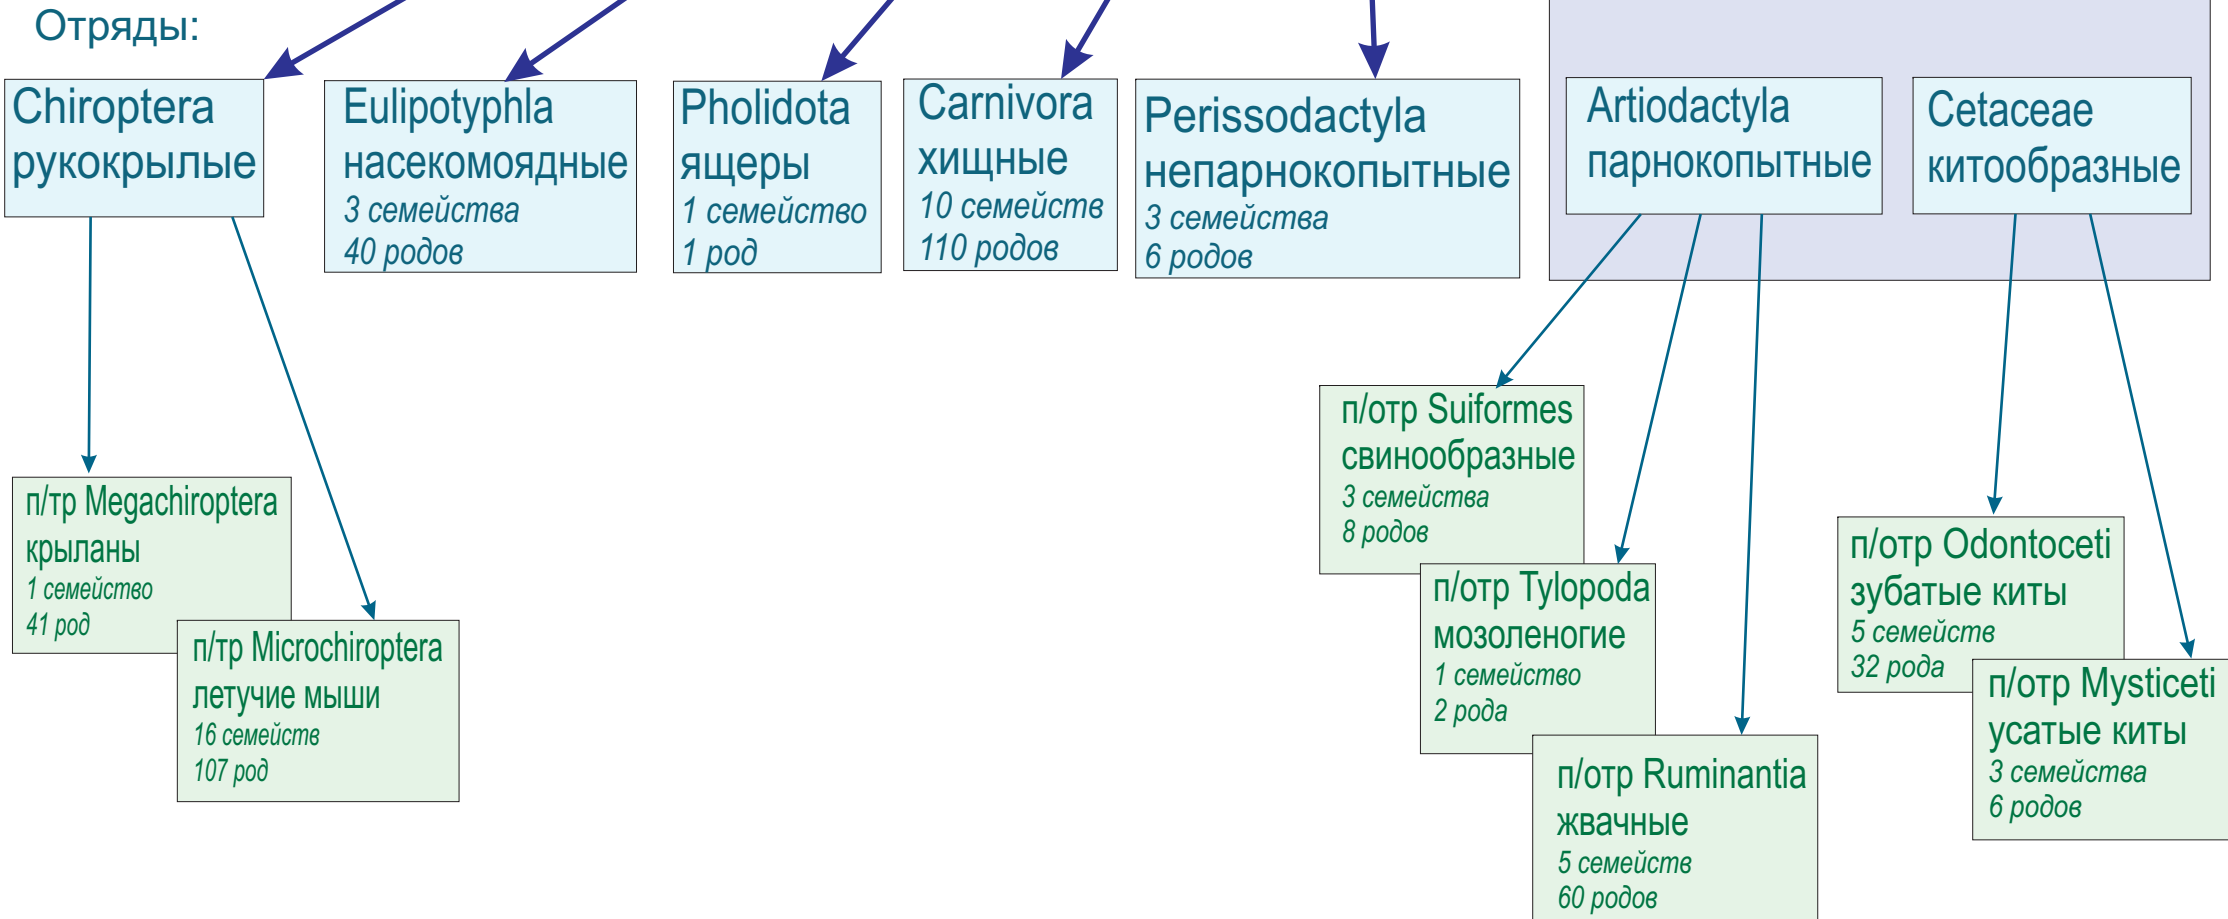 Отряды:
Chiroptera
рукокрылые
Eulipotyphla
насекомоядные
3 семейства
40 родов
Pholidota
ящеры
1 семейство
1 род
Carnivora
хищные
10 семейств
110 родов
Perissodactyla
непарнокопытные
3 семейства
6 родов
Artiodactyla
парнокопытные
Cetaceae
китообразные
п/тр Megachiroptera
крыланы
1 семейство
41 род
п/тр Microchiroptera
летучие мыши
16 семейств
107 род
п/отр Suiformes
свинообразные
3 семейства
8 родов
п/отр Tylopoda
мозоленогие
1 семейство
2 рода
п/отр Ruminantia
жвачные
5 семейств
60 родов
п/отр Odontoceti
зубатые киты
5 семейств
32 рода
п/отр Mysticeti
усатые киты
3 семейства
6 родов